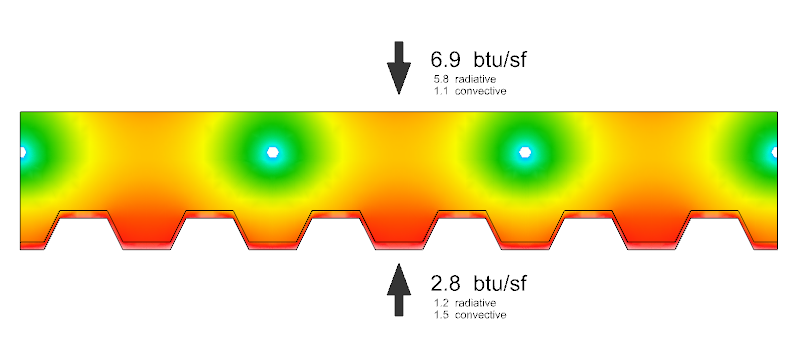 6.9 btu/sf
5.8 radiative
1.1 convective
2.8 btu/sf
1.2 radiative
1.5 convective